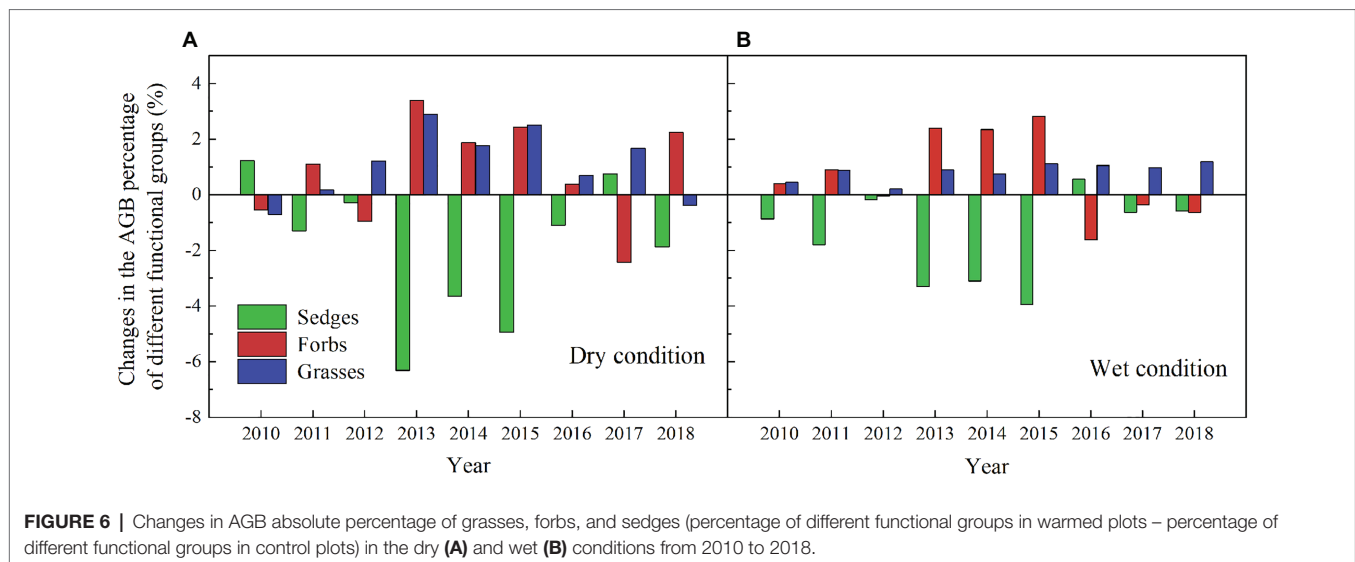 A
B
Changes in the AGB percentage
of different functional groups (%)
4
2
0
-2
-4
-6
-8
Sedges
Forbs
Grasses
Dry condition
Wet condition
2010 2011 2012 2013 2014 2015 2016 2017 2018
2010 2011 2012 2013 2014 2015 2016 2017 2018
Year
Year
FIGURE 6 | Changes in AGB absolute percentage of grasses, forbs, and sedges (percentage of different functional groups in warmed plots – percentage of
different functional groups in control plots) in the dry (A) and wet (B) conditions from 2010 to 2018.